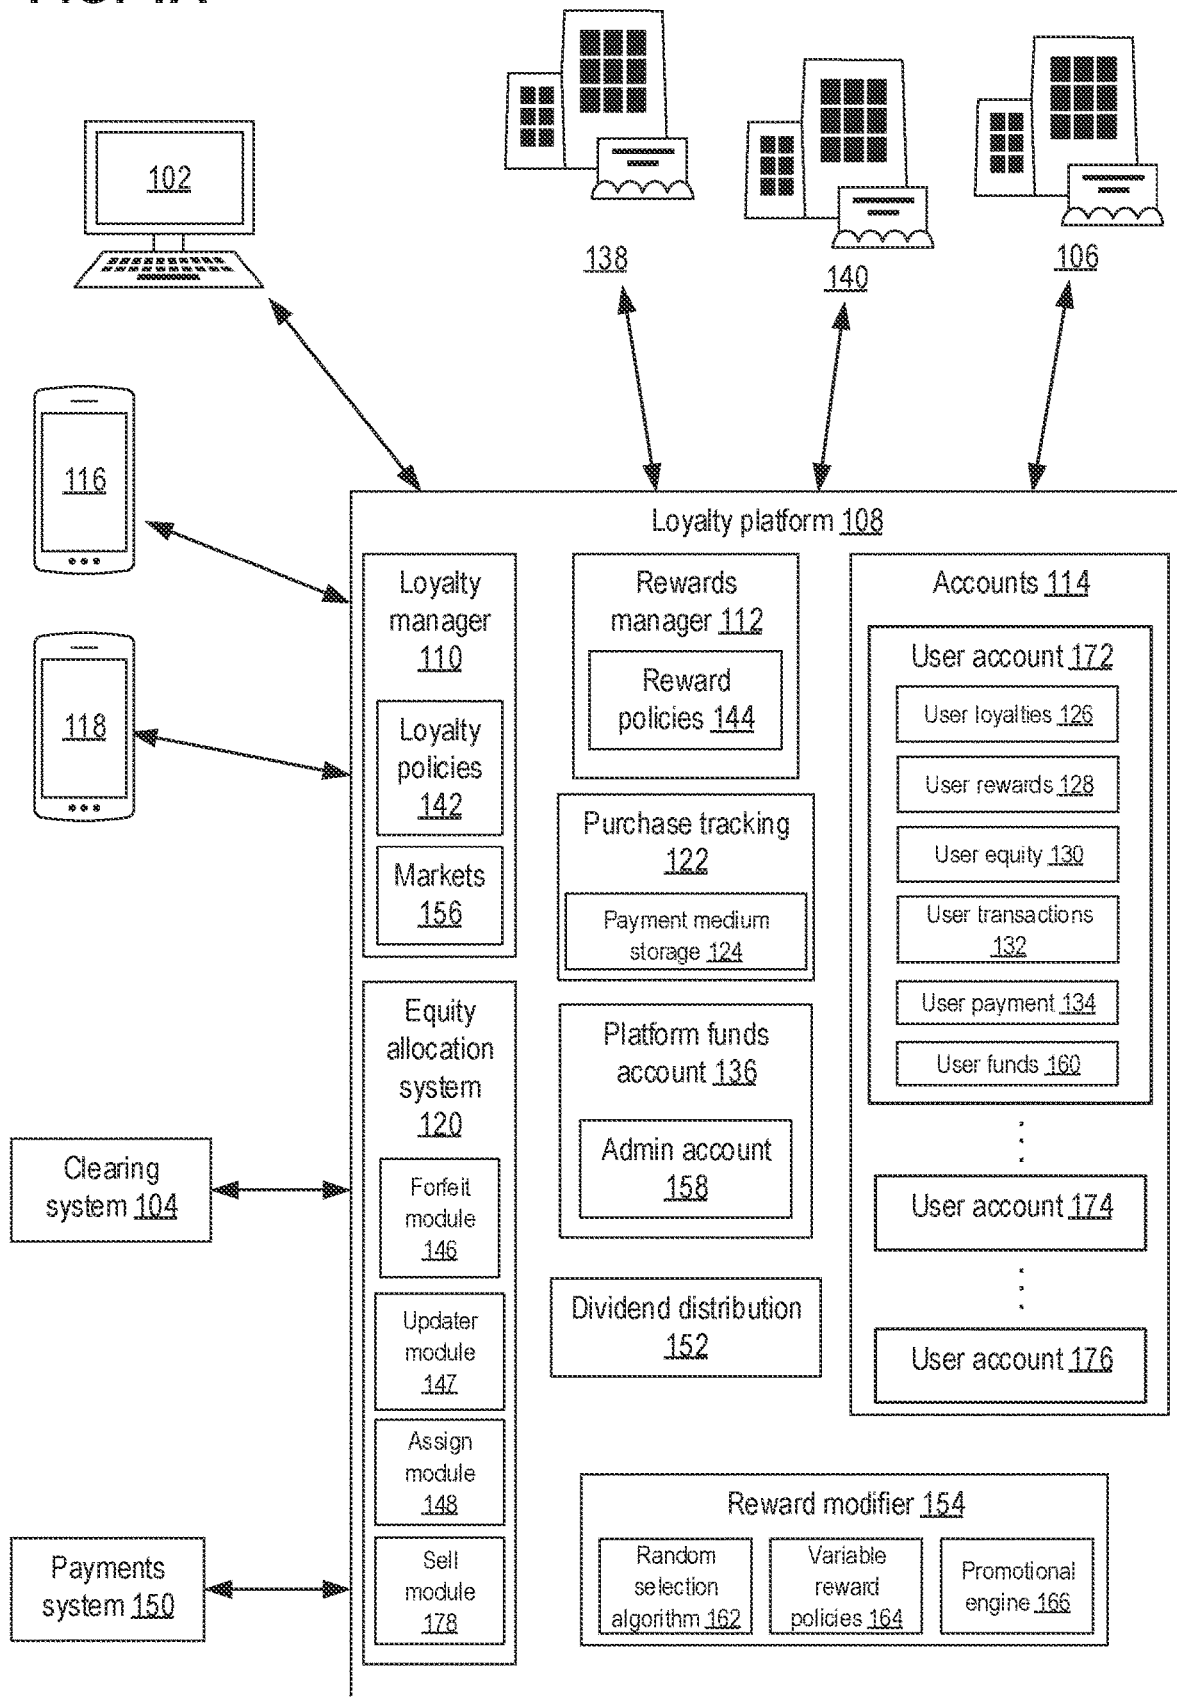 102
138
140
106
116
118
Loyalty platform 108
Loyalty
manager
110
Loyalty
policies
142
Markets
156
Rewards
manager 112
Reward
policies 144
Purchase tracking
122
Payment medium
storage 124
Platform funds
account 136
Admin account
158
Dividend distribution
152
Accounts 114
User account 172
User loyalties 126
User rewards 128
User equity 130
User transactions
132
User payment 134
User funds 160
User account 174
User account 176
Equity
allocation
system
120
Forfeit
module
146
Updater
module
147
Assign
module
148
Sell
module
178
Clearing
system 104
Payments
system 150
Reward modifier 154
Random
selection
algorithm 162
Variable
reward
policies 164
Promotional
engine 166